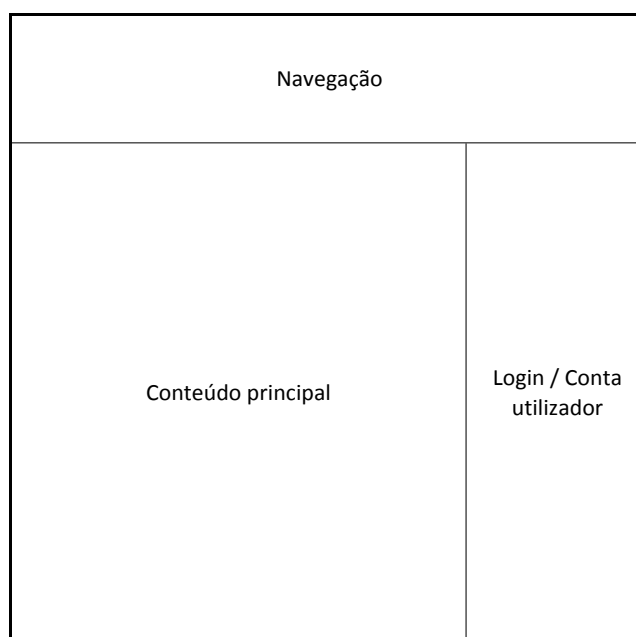 Navegação
Conteúdo principal
Login / Conta
utilizador